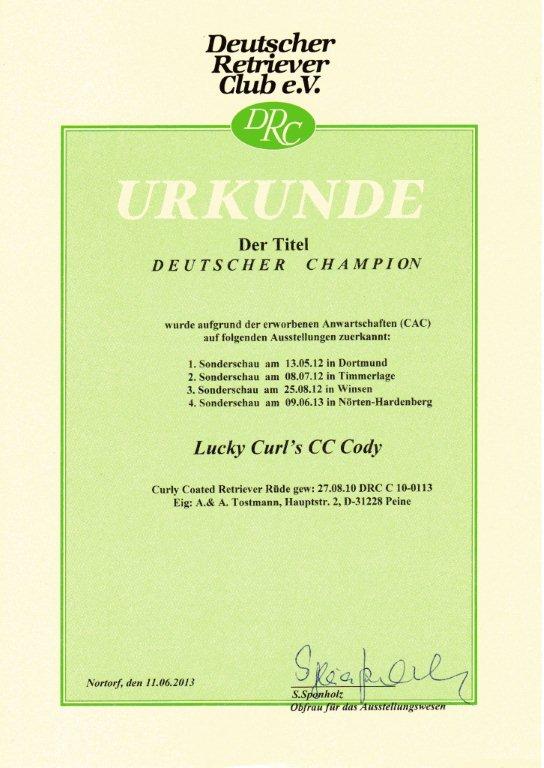 Deutscher
Retriever
Club e.V.
DRC
URKUNDE
Der Titel
DEUTSCHER CHAMPION
wurde aufgrund der erworbenen Anwartschaften (CAC)
auf folgenden Ausstellungen zuerkannt:
1. Sonderschau am 13.05.12 in Dortmund
2. Sonderschau am 08.07.12 in Timmerlage
3. Sonderschau am 25.08.12 in Winsen
4. Sonderschau am 09.06.13 in Nörten-Hardenberg
Lucky Curl's CC Cody
Curly Coated Retriever Rüde gew: 27.08.10 DRC C 10-0113
Eig: A.& A. Tostmann, Hauptstr. 2, D-31228 Peine
Nortorf, den 11.06.2013
S.Sponholz
Obfrau für das Ausstellungswesen